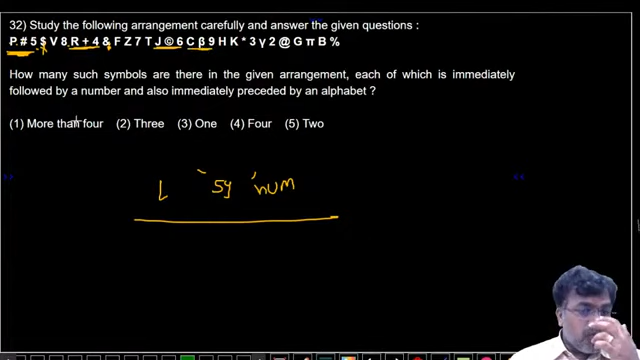 32) Study the following arrangement carefully and answer the given questions :
P # 5 $ V 8 R + 4 & F Z 7 T J © 6 C β 9 H K * 3 γ 2 @ G π B %
How many such symbols are there in the given arrangement, each of which is immediately
followed by a number and also immediately preceded by an alphabet ?
(1) More than four (2) Three (3) One (4) Four (5) Two
L sy num